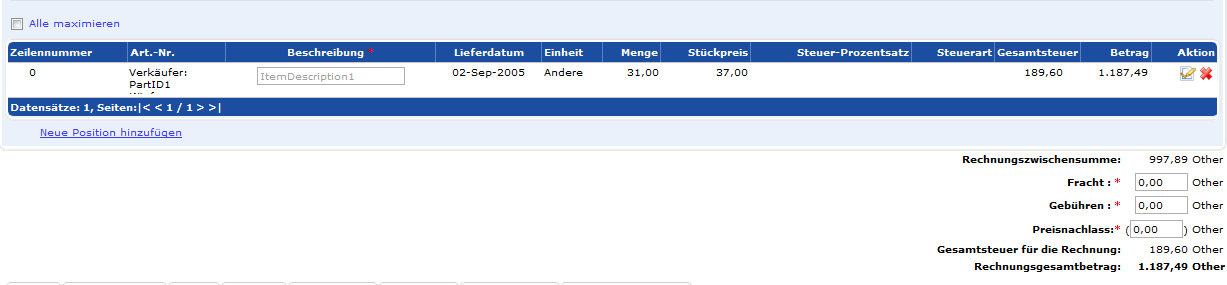 Alle maximieren
Zeilennummer Art.-Nr. Beschreibung * Lieferdatum Einheit Menge Stückpreis Steuer-Prozentsatz Steuerart Gesamtsteuer Betrag Aktion
0 Verkäufer: ItemDescription1 02-Sep-2005 Andere 31,00 37,00 189,60 1.187,49
PartID1
Datensätze: 1, Seiten:|< < 1 / 1 > >|
Neue Position hinzufügen
Rechnungszwischensumme: 997,89 Other
Fracht : * 0,00 Other
Gebühren : * 0,00 Other
Preisnachlass:* (0,00) Other
Gesamtsteuer für die Rechnung: 189,60 Other
Rechnungsgesamtbetrag: 1.187,49 Other